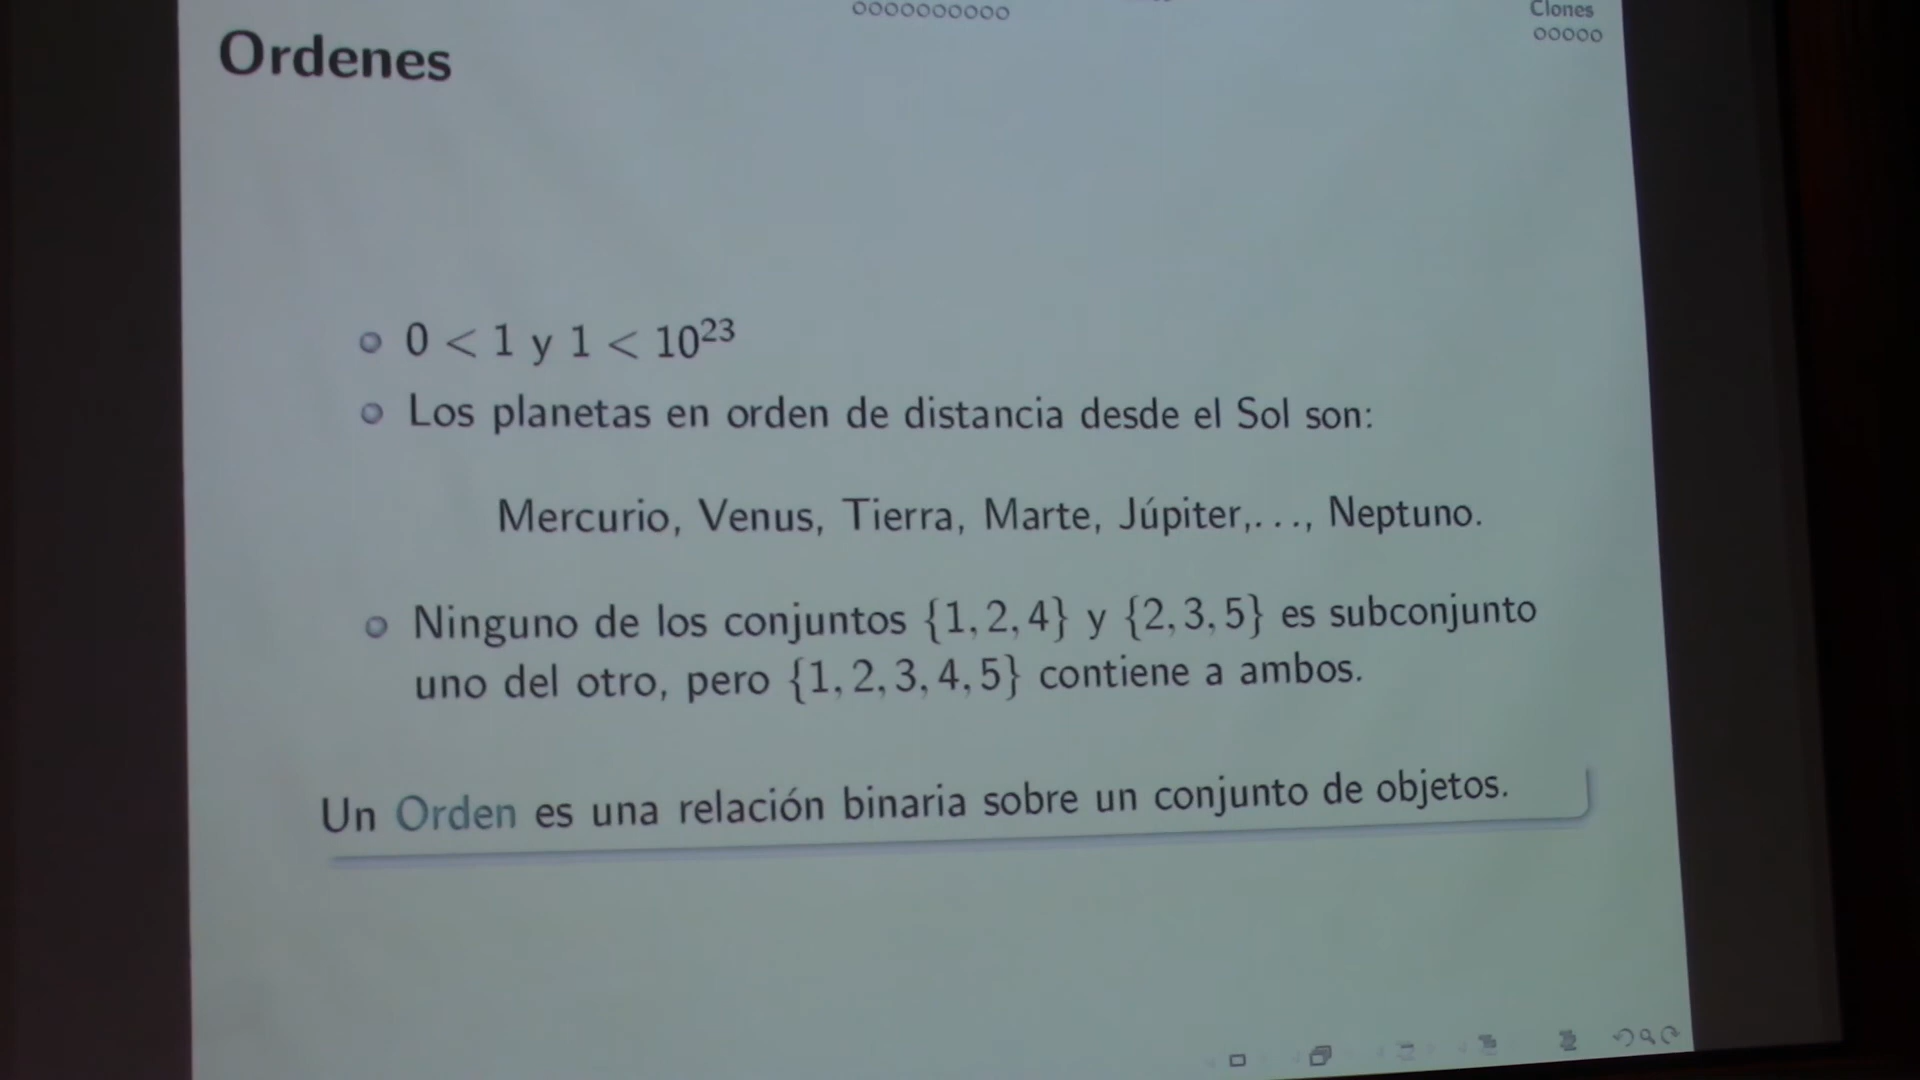 Clones
Ordenes
0 < 1 y 1 < 10²³
Los planetas en orden de distancia desde el Sol son:
Mercurio, Venus, Tierra, Marte, Júpiter,..., Neptuno.
Ninguno de los conjuntos {1, 2, 4} y {2, 3, 5} es subconjunto
uno del otro, pero {1, 2, 3, 4, 5} contiene a ambos.
Un Orden es una relación binaria sobre un conjunto de objetos.